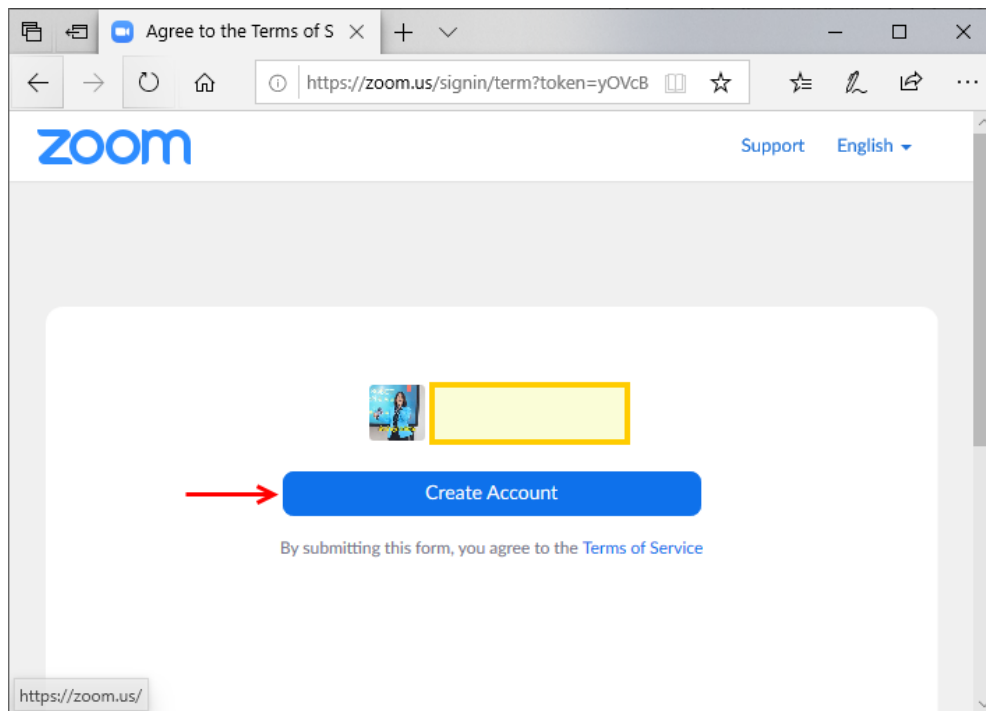 Agree to the Terms of S
https://zoom.us/signin/term?token=yOVcB
zoom
Support
English
Create Account
By submitting this form, you agree to the Terms of Service
https://zoom.us/